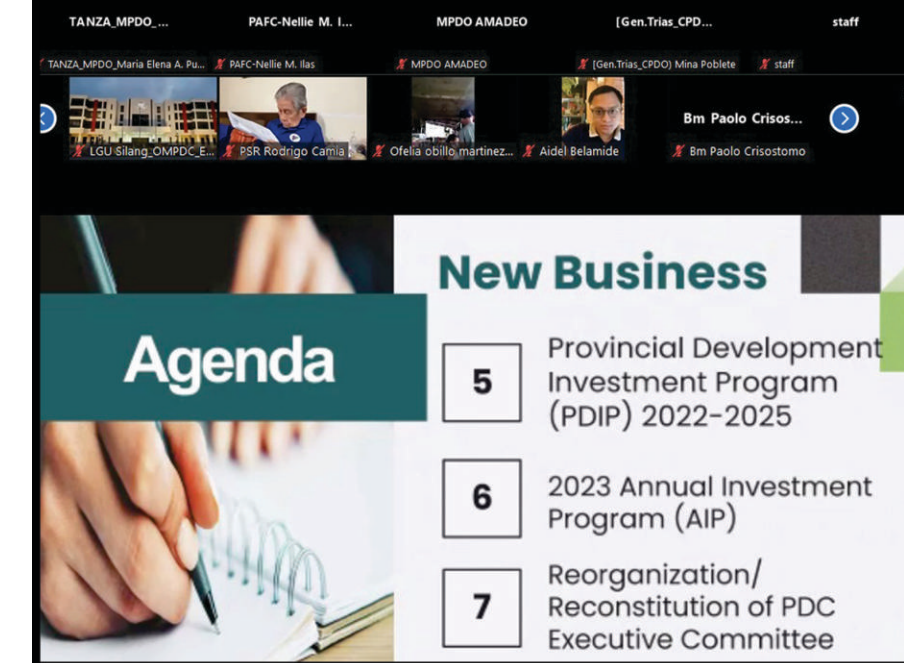 TANZA_MPDO_...
PAFC-Nellie M. I...
MPDO AMADEO
[Gen.Trias_CPD...
staff
TANZA_MPDO_Maria Elena A. Pu...
PAFC-Nellie M. Ilas
MPDO AMADEO
[Gen.Trias_CPDO) Mina Poblete
staff
Bm Paolo Crisos...
LGU Silang_OMPDC_E...
PSR Rodrigo Camia
Ofelia obillo martinez...
Aidel Belamide
Bm Paolo Crisostomo
Agenda
New Business
5
Provincial Development
Investment Program
(PDIP) 2022-2025
6
2023 Annual Investment
Program (AIP)
7
Reorganization/
Reconstitution of PDC
Executive Committee